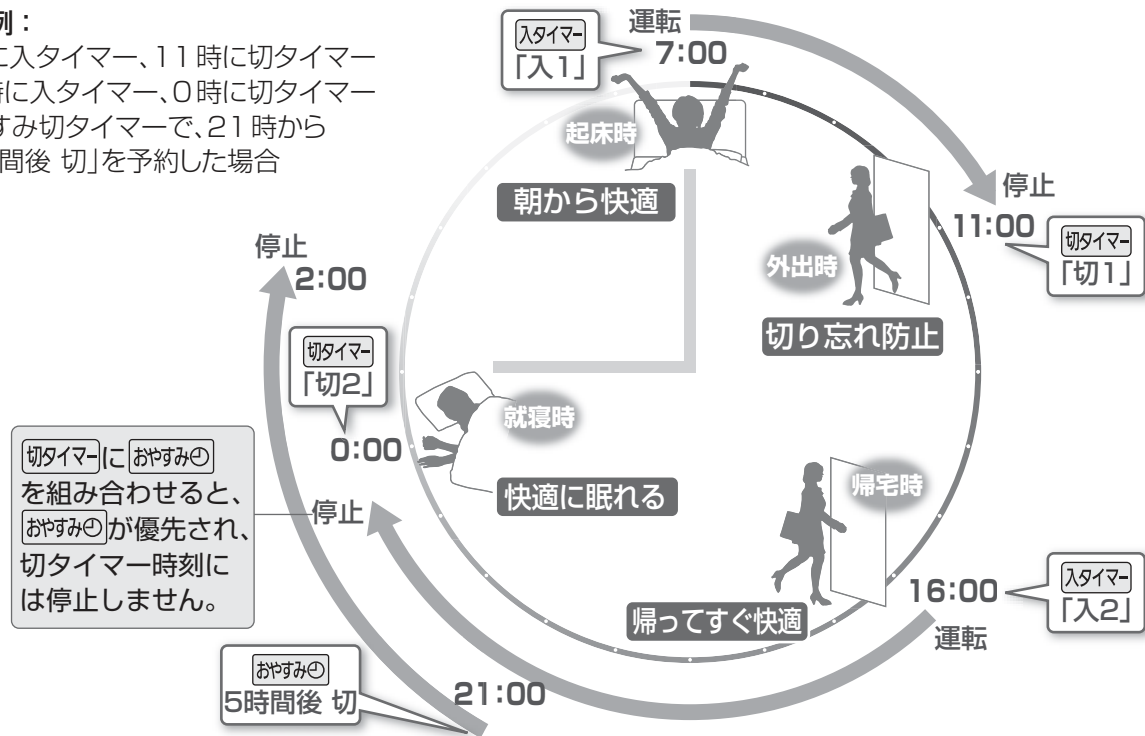 例：
に入タイマー、11時に切タイマー
時に入タイマー、0時に切タイマー
すみ切タイマーで、21時から
間後 切」を予約した場合
入タイマー
「入1」
運転
7:00
起床時
朝から快適
停止
11:00
切タイマー
「切1」
外出時
切り忘れ防止
停止
2:00
切タイマー
「切2」
0:00
就寝時
快適に眠れる
切タイマーに おやすみ
を組み合わせると、
おやすみが優先され、
切タイマー時刻に
は停止しません。
停止
帰宅時
帰ってすぐ快適
16:00
運転
入タイマー
「入2」
おやすみ
5時間後 切
21:00